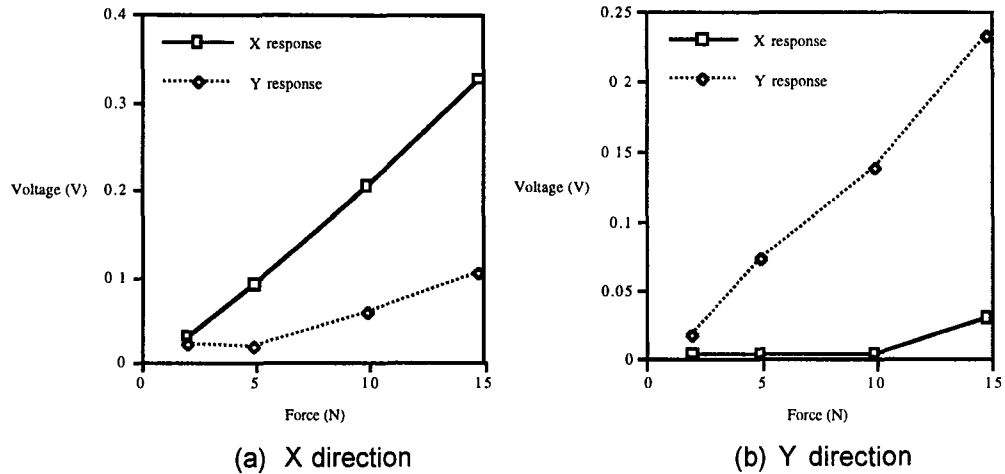 0.4
X response
Y response
0.3
Voltage (V)
0.2
0 1
0
0
5
10
15
Force (N)
(a) X direction
0.25
X response
Y response
0 2
0 15
Voltage (V)
0.1
0.05
0
0
5
10
15
Force (N)
(b) Y direction